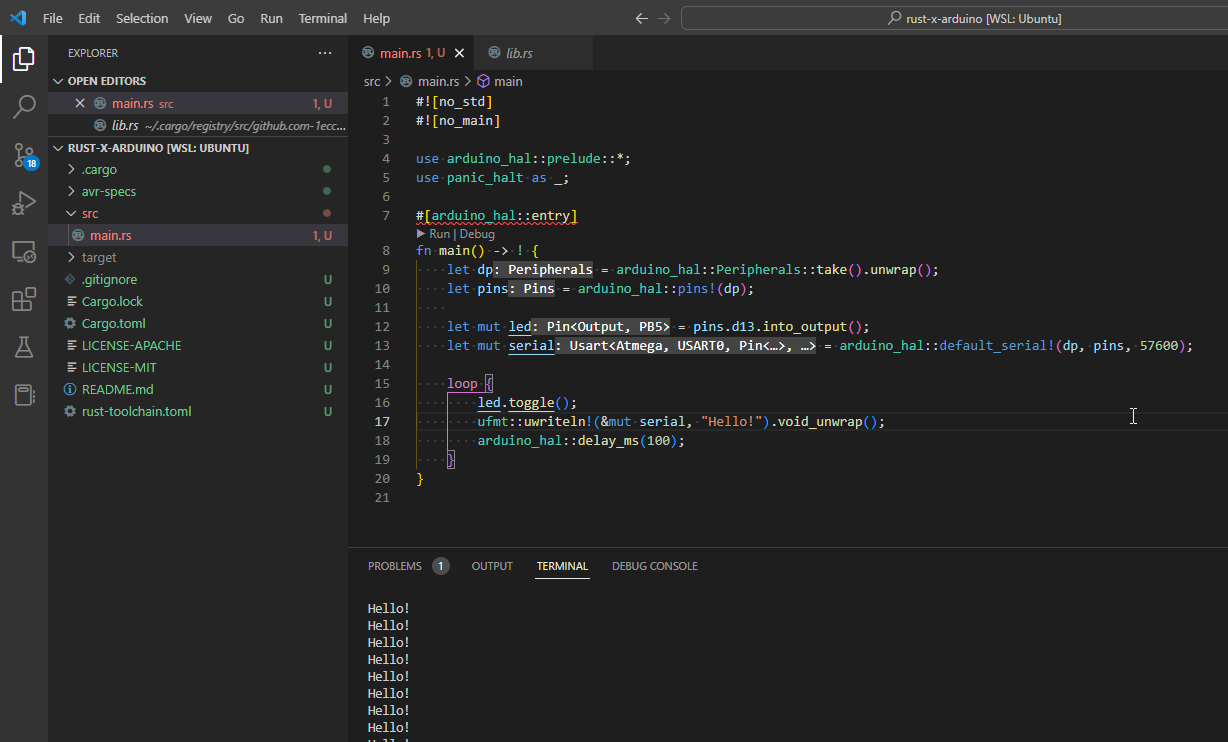 File Edit Selection View Go Run Terminal Help
rust-x-arduino [WSL: Ubuntu]
EXPLORER
OPEN EDITORS
main.rs src 1, U
lib.rs ~/.cargo/registry/src/github.com-1ecc...
RUST-X-ARDUINO [WSL: UBUNTU]
.cargo
avr-specs
src
main.rs 1, U
target
.gitignore U
Cargo.lock U
Cargo.toml U
LICENSE-APACHE U
LICENSE-MIT U
README.md U
rust-toolchain.toml U
18
main.rs 1, U lib.rs
src > main.rs > main
1 #![no_std]
2 #![no_main]
3
4 use arduino_hal::prelude::*;
5 use panic_halt as _;
6
7 #[arduino_hal::entry]
Run | Debug
8 fn main() -> ! {
9 let dp: Peripherals = arduino_hal::Peripherals::take().unwrap();
10 let pins: Pins = arduino_hal::pins!(dp);
11
12 let mut led: Pin<Output, PB5> = pins.d13.into_output();
13 let mut serial: Usart<Atmega, USART0, Pin<…>, …> = arduino_hal::default_serial!(dp, pins, 57600);
14
15 loop {
16 led.toggle();
17 ufmt::uwriteln!(&mut serial, "Hello!").void_unwrap();
18 arduino_hal::delay_ms(100);
19 }
20 }
21
PROBLEMS 1 OUTPUT TERMINAL DEBUG CONSOLE
Hello!
Hello!
Hello!
Hello!
Hello!
Hello!
Hello!
Hello!
Hello!